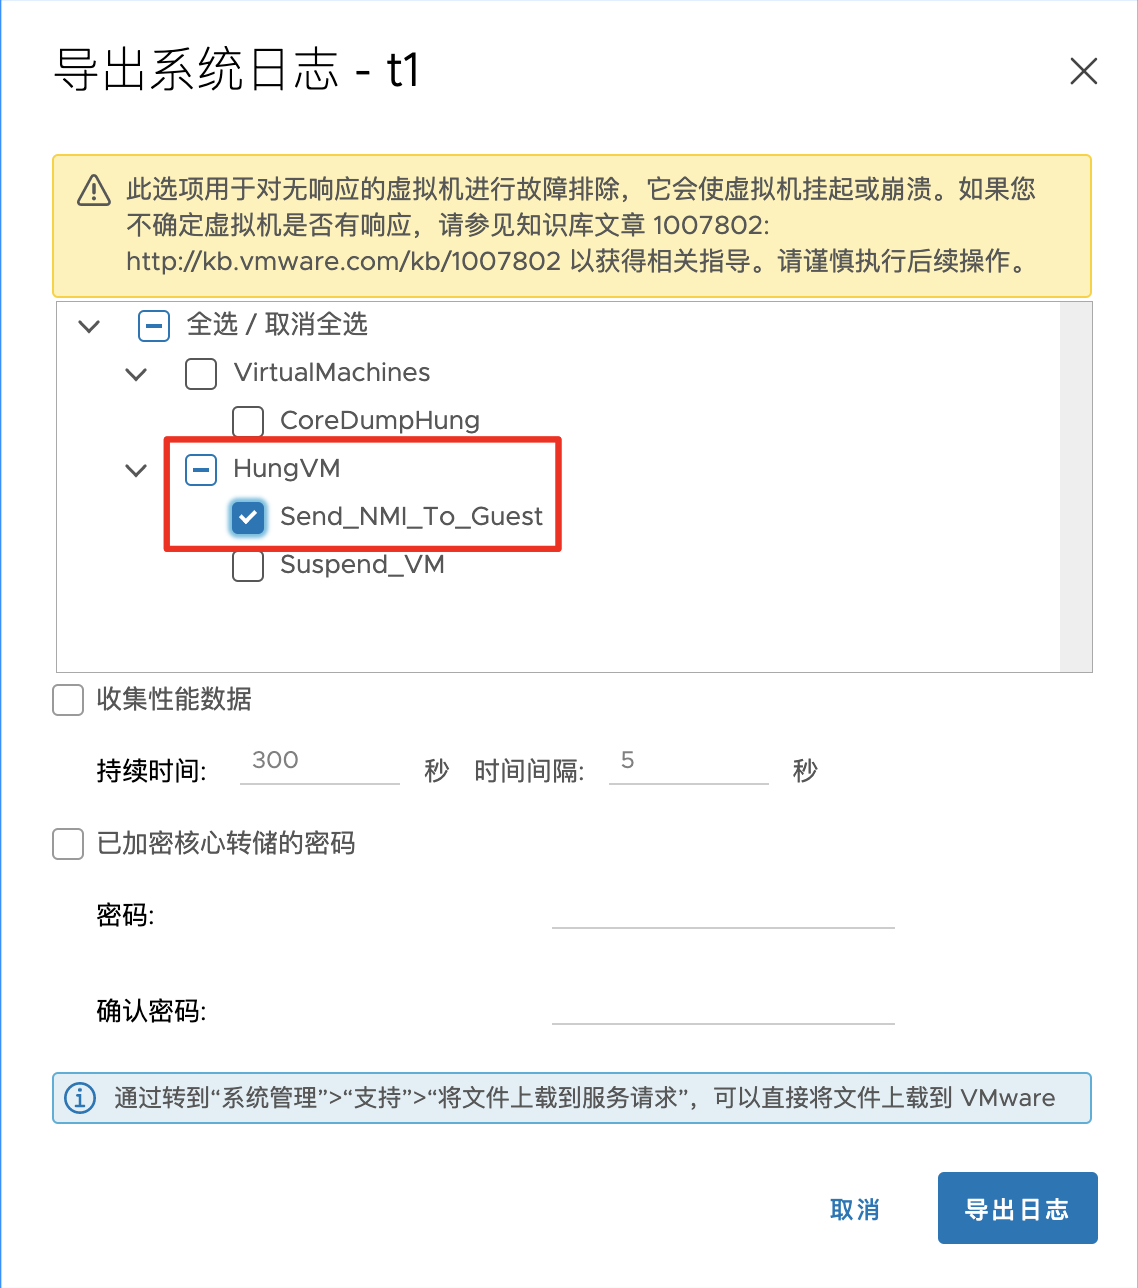 导出系统日志 - t1
此选项用于对无响应的虚拟机进行故障排除，它会使虚拟机挂起或崩溃。如果您
不确定虚拟机是否有响应，请参见知识库文章 1007802:
http://kb.vmware.com/kb/1007802 以获得相关指导。请谨慎执行后续操作。
全选 / 取消全选
VirtualMachines
CoreDumpHung
HungVM
Send_NMI_To_Guest
Suspend_VM
收集性能数据
持续时间: 300 秒 时间间隔: 5 秒
已加密核心转储的密码
密码:
确认密码:
通过转到“系统管理”>“支持”>“将文件上载到服务请求”，可以直接将文件上载到 VMware
取消 导出日志